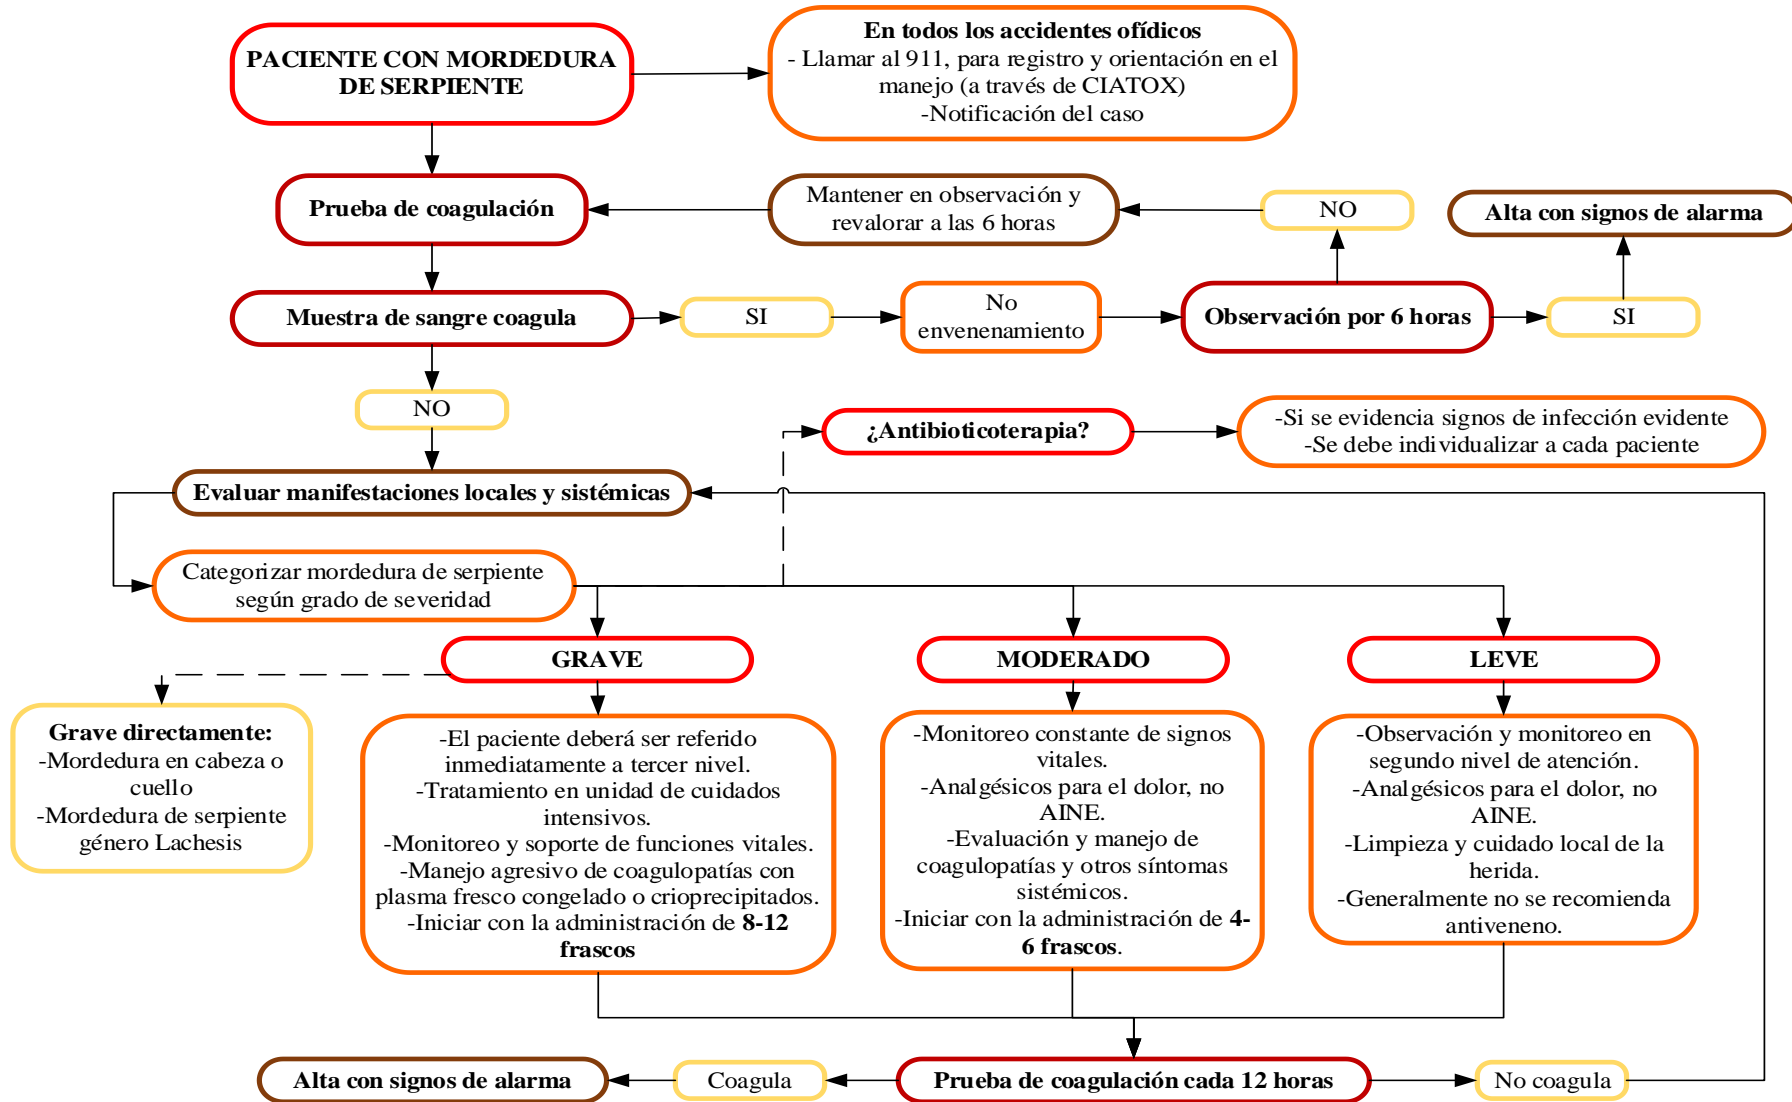 PACIENTE CON MORDEDURA
DE SERPIENTE
En todos los accidentes ofídicos
- Llamar al 911, para registro y orientación en el
manejo (a través de CIATOX)
-Notificación del caso
Prueba de coagulación
Mantener en observación y
revalorar a las 6 horas
NO
Alta con signos de alarma
Muestra de sangre coagula
SI
No
envenenamiento
Observación por 6 horas
SI
NO
¿Antibioticoterapia?
-Si se evidencia signos de infección evidente
-Se debe individualizar a cada paciente
Evaluar manifestaciones locales y sistémicas
Categorizar mordedura de serpiente
según grado de severidad
GRAVE
MODERADO
LEVE
Grave directamente:
-Mordedura en cabeza o
cuello
-Mordedura de serpiente
género Lachesis
-El paciente deberá ser referido
inmediatamente a tercer nivel.
-Tratamiento en unidad de cuidados
intensivos.
-Monitoreo y soporte de funciones vitales.
-Manejo agresivo de coagulopatías con
plasma fresco congelado o crioprecipitados.
-Iniciar con la administración de 8-12
frascos
-Monitoreo constante de signos
vitales.
-Analgésicos para el dolor, no
AINE.
-Evaluación y manejo de
coagulopatías y otros síntomas
sistémicos.
-Iniciar con la administración de 4-
6 frascos.
-Observación y monitoreo en
segundo nivel de atención.
-Analgésicos para el dolor, no
AINE.
-Limpieza y cuidado local de la
herida.
-Generalmente no se recomienda
antiveneno.
Alta con signos de alarma
Coagula
Prueba de coagulación cada 12 horas
No coagula